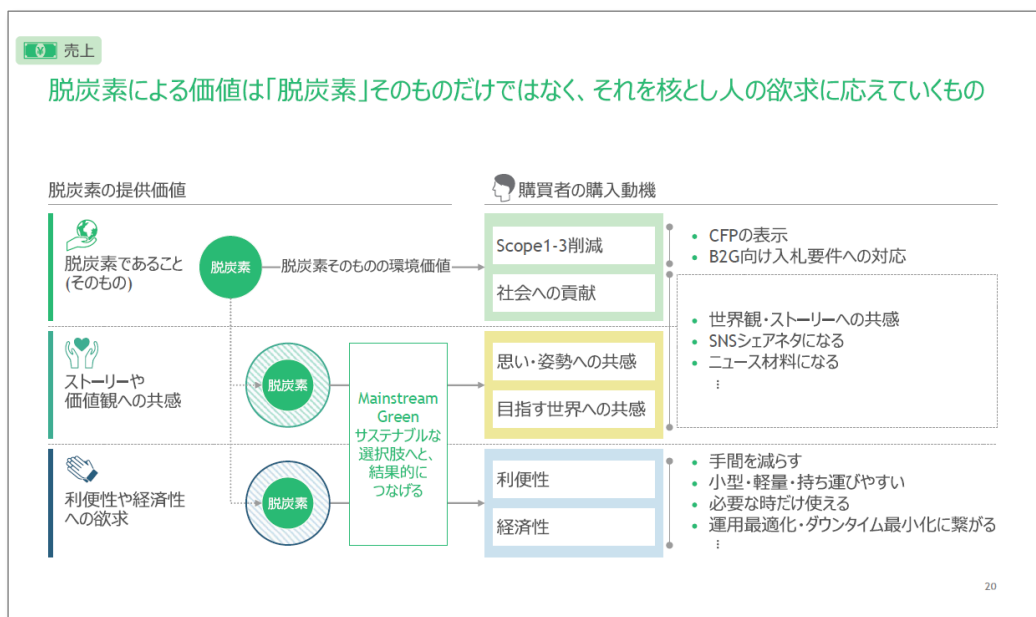 売上
脱炭素による価値は「脱炭素」そのものだけではなく、それを核とし人の欲求に応えていくもの
脱炭素の提供価値
購買者の購入動機
脱炭素であること
(そのもの)
脱炭素
脱炭素そのものの環境価値
Scope1-3削減
社会への貢献
CFPの表示
B2G向け入札要件への対応
ストーリーや
価値観への共感
脱炭素
Mainstream
Green
サステナブルな
選択肢へと、
結果的に
つなげる
思い・姿勢への共感
目指す世界への共感
世界観・ストーリーへの共感
SNSシェアネタになる
ニュース材料になる
⋮
利便性や経済性
への欲求
脱炭素
利便性
経済性
手間を減らす
小型・軽量・持ち運びやすい
必要な時だけ使える
運用最適化・ダウンタイム最小化に繋がる
⋮
20